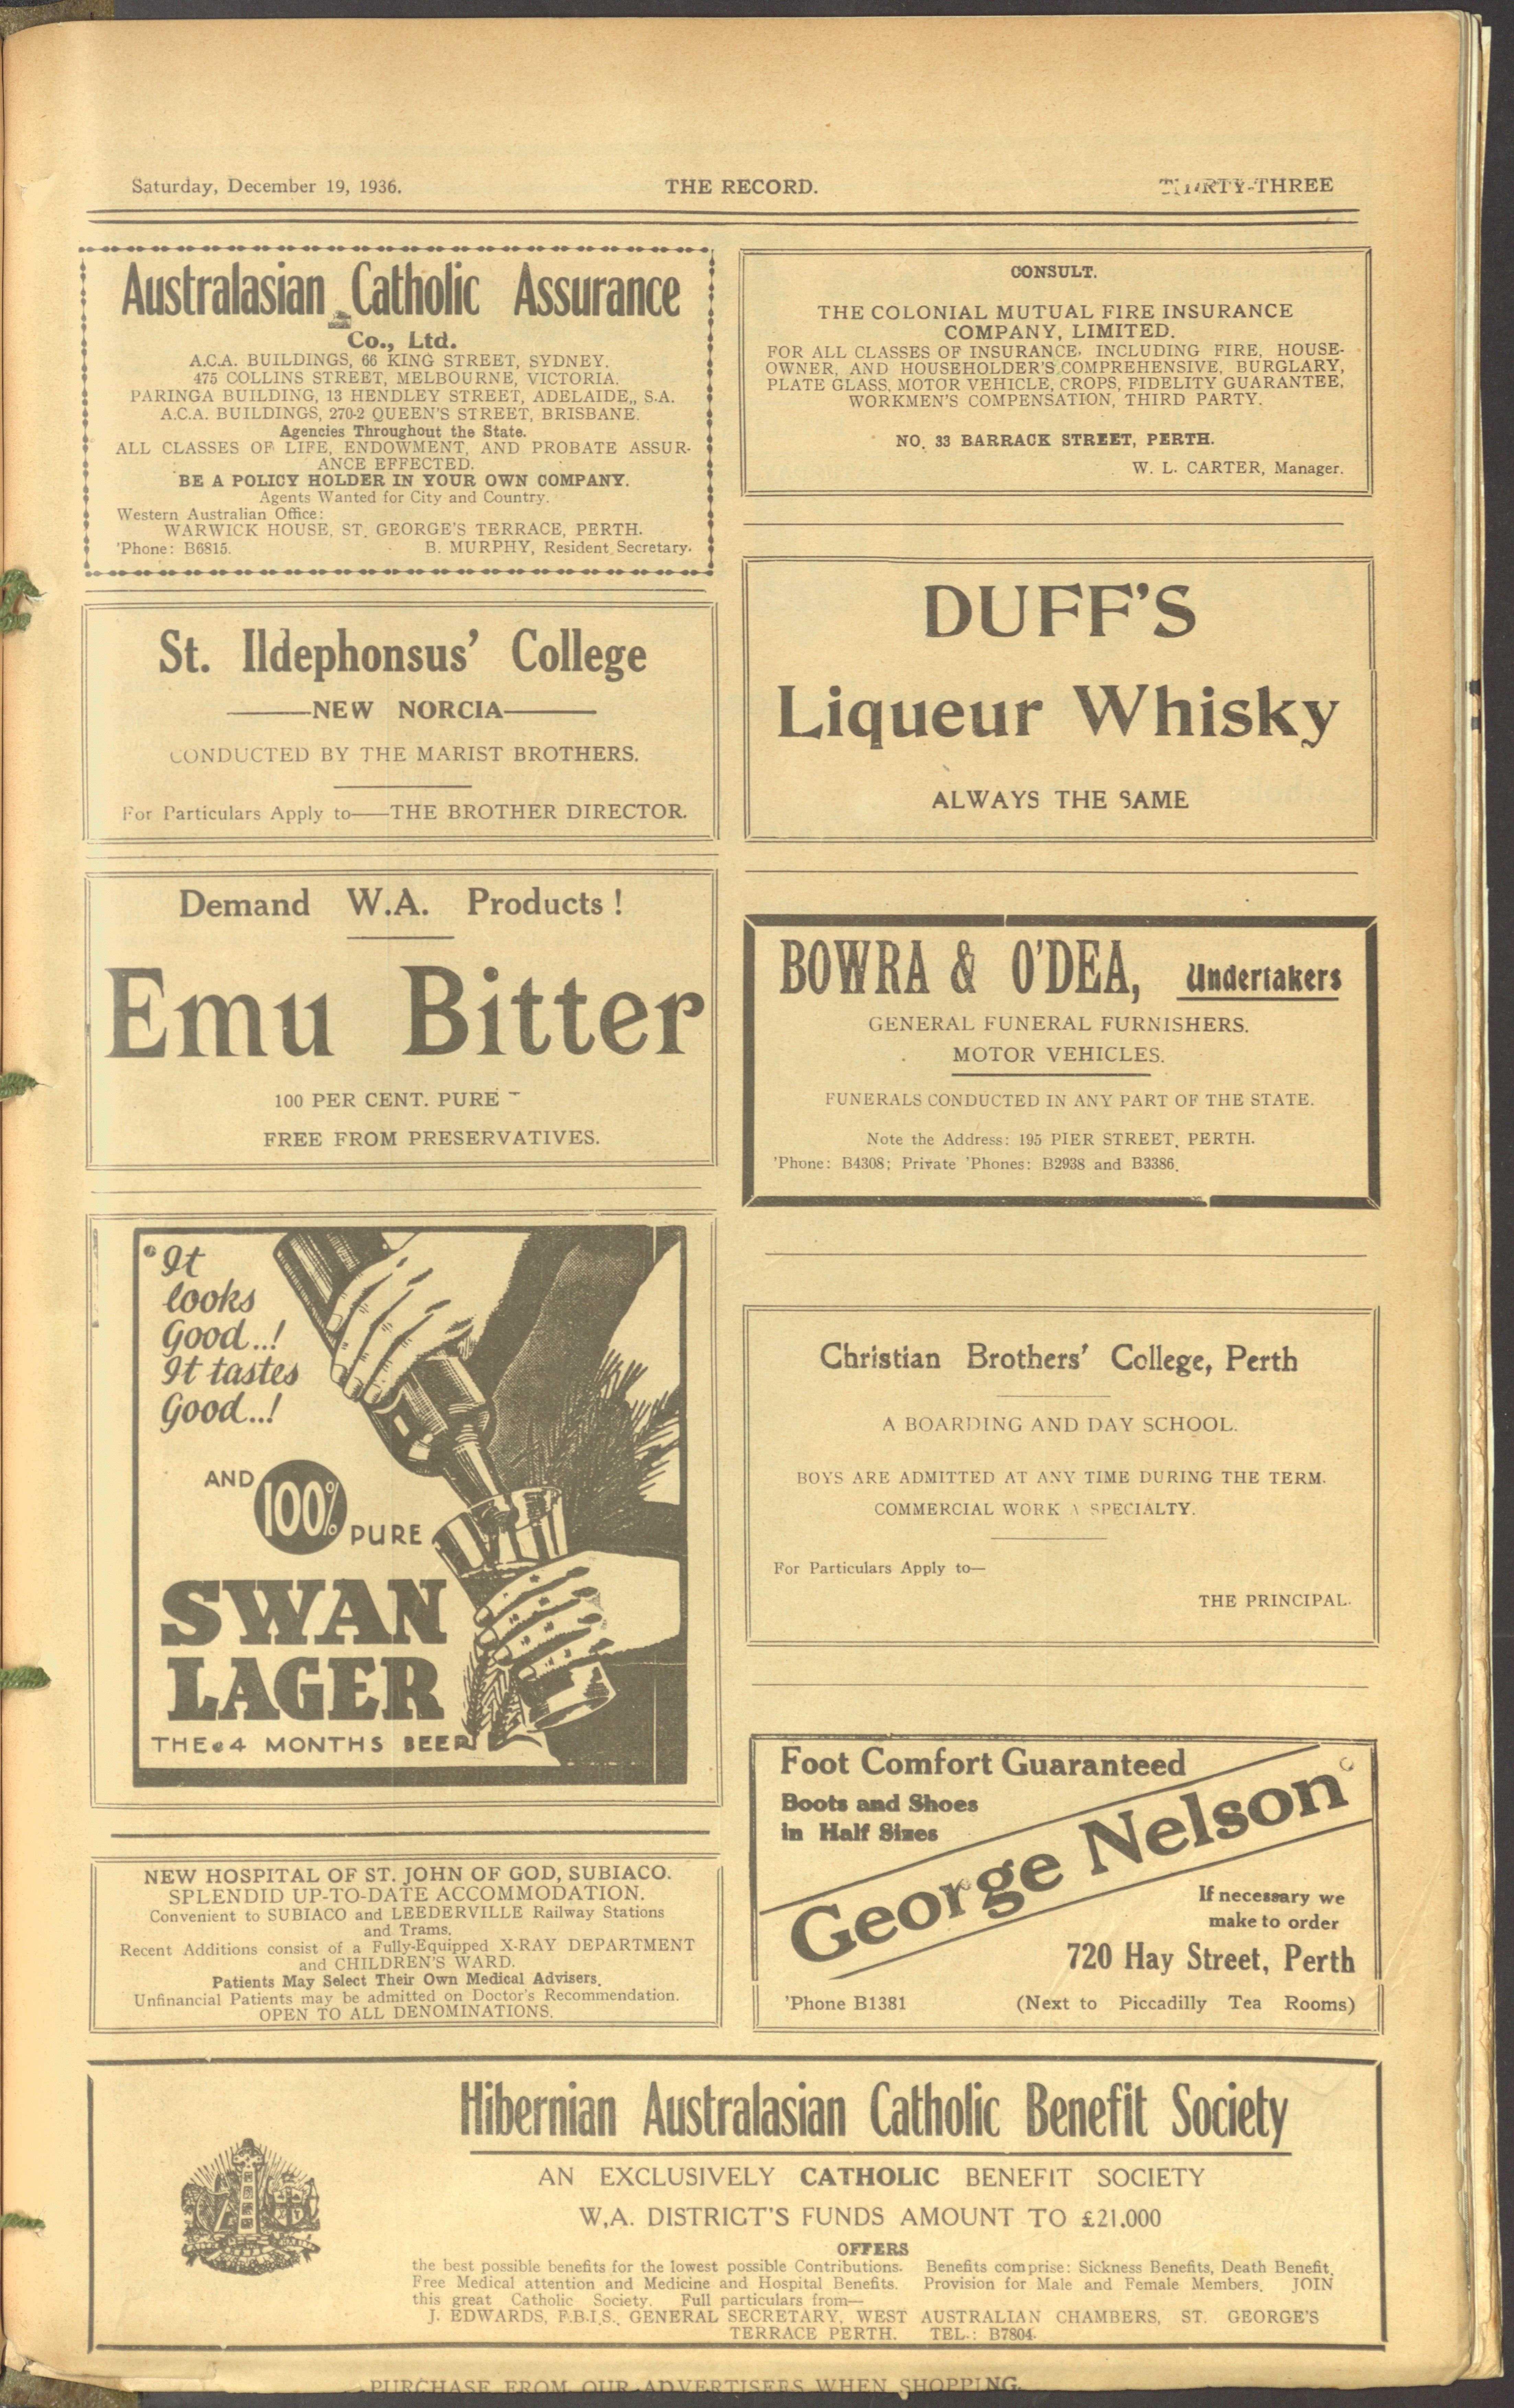 Saturday, December 19, 1936.
THE RECORD.
THIRTY-THREE
Australasian Catholic Assurance
Co., Ltd.
A.C.A. BUILDINGS, 66 KING STREET, SYDNEY.
475 COLLINS STREET, MELBOURNE, VICTORIA.
PARINGA BUILDING, 13 HENDLEY STREET, ADELAIDE,, S.A.
A.C.A. BUILDINGS, 270-2 QUEEN'S STREET, BRISBANE.
Agencies Throughout the State.
ALL CLASSES OF LIFE, ENDOWMENT, AND PROBATE ASSUR-
ANCE EFFECTED.
BE A POLICY HOLDER IN YOUR OWN COMPANY.
Agents Wanted for City and Country.
Western Australian Office:
WARWICK HOUSE, ST. GEORGE'S TERRACE, PERTH.
'Phone: B6815. B. MURPHY, Resident Secretary.
St. Ildephonsus' College
NEW NORCIA
CONDUCTED BY THE MARIST BROTHERS.
For Particulars Apply to—THE BROTHER DIRECTOR.
Demand W.A. Products!
Emu Bitter
100 PER CENT. PURE
FREE FROM PRESERVATIVES.
It
looks
Good..!
It tastes
Good..!
AND
100%
PURE
SWAN
LAGER
THE 4 MONTHS BEER
NEW HOSPITAL OF ST. JOHN OF GOD, SUBIACO.
SPLENDID UP-TO-DATE ACCOMMODATION.
Convenient to SUBIACO and LEEDERVILLE Railway Stations
and Trams.
Recent Additions consist of a Fully-Equipped X-RAY DEPARTMENT
and CHILDREN'S WARD.
Patients May Select Their Own Medical Advisers.
Unfinancial Patients may be admitted on Doctor's Recommendation.
OPEN TO ALL DENOMINATIONS.
CONSULT.
THE COLONIAL MUTUAL FIRE INSURANCE
COMPANY, LIMITED.
FOR ALL CLASSES OF INSURANCE, INCLUDING FIRE, HOUSE-
OWNER, AND HOUSEHOLDER'S COMPREHENSIVE, BURGLARY,
PLATE GLASS, MOTOR VEHICLE, CROPS, FIDELITY GUARANTEE,
WORKMEN'S COMPENSATION, THIRD PARTY.
NO. 33 BARRACK STREET, PERTH.
W. L. CARTER, Manager.
DUFF'S
Liqueur Whisky
ALWAYS THE SAME
BOWRA & O'DEA, Undertakers
GENERAL FUNERAL FURNISHERS.
MOTOR VEHICLES.
FUNERALS CONDUCTED IN ANY PART OF THE STATE.
Note the Address: 195 PIER STREET, PERTH.
'Phone: B4308; Private 'Phones: B2938 and B3386.
Christian Brothers' College, Perth
A BOARDING AND DAY SCHOOL.
BOYS ARE ADMITTED AT ANY TIME DURING THE TERM.
COMMERCIAL WORK A SPECIALTY.
For Particulars Apply to—
THE PRINCIPAL.
Foot Comfort Guaranteed
Boots and Shoes
in Half Sizes
George Nelson
If necessary we
make to order
720 Hay Street, Perth
'Phone B1381 (Next to Piccadilly Tea Rooms)
Hibernian Australasian Catholic Benefit Society
AN EXCLUSIVELY CATHOLIC BENEFIT SOCIETY
W.A. DISTRICT'S FUNDS AMOUNT TO £21,000
OFFERS
the best possible benefits for the lowest possible Contributions. Benefits comprise: Sickness Benefits, Death Benefit,
Free Medical attention and Medicine and Hospital Benefits. Provision for Male and Female Members. JOIN
this great Catholic Society. Full particulars from—
J. EDWARDS, F.B.I.S., GENERAL SECRETARY, WEST AUSTRALIAN CHAMBERS, ST. GEORGE'S
TERRACE PERTH. TEL.: B7804.
PURCHASE FROM OUR ADVERTISERS WHEN SHOPPING.